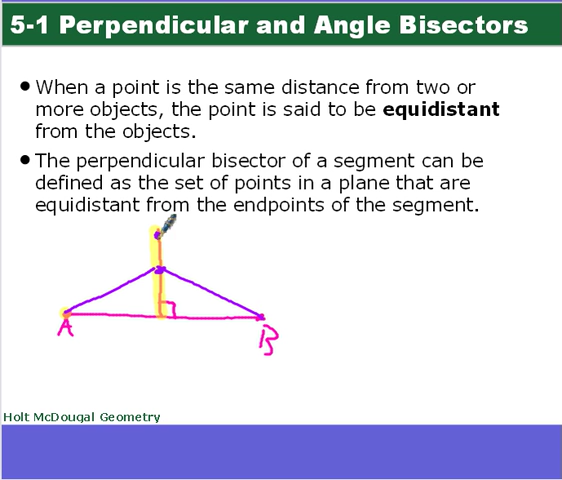 5-1 Perpendicular and Angle Bisectors
• When a point is the same distance from two or
more objects, the point is said to be equidistant
from the objects.
• The perpendicular bisector of a segment can be
defined as the set of points in a plane that are
equidistant from the endpoints of the segment.
A
B
Holt McDougal Geometry